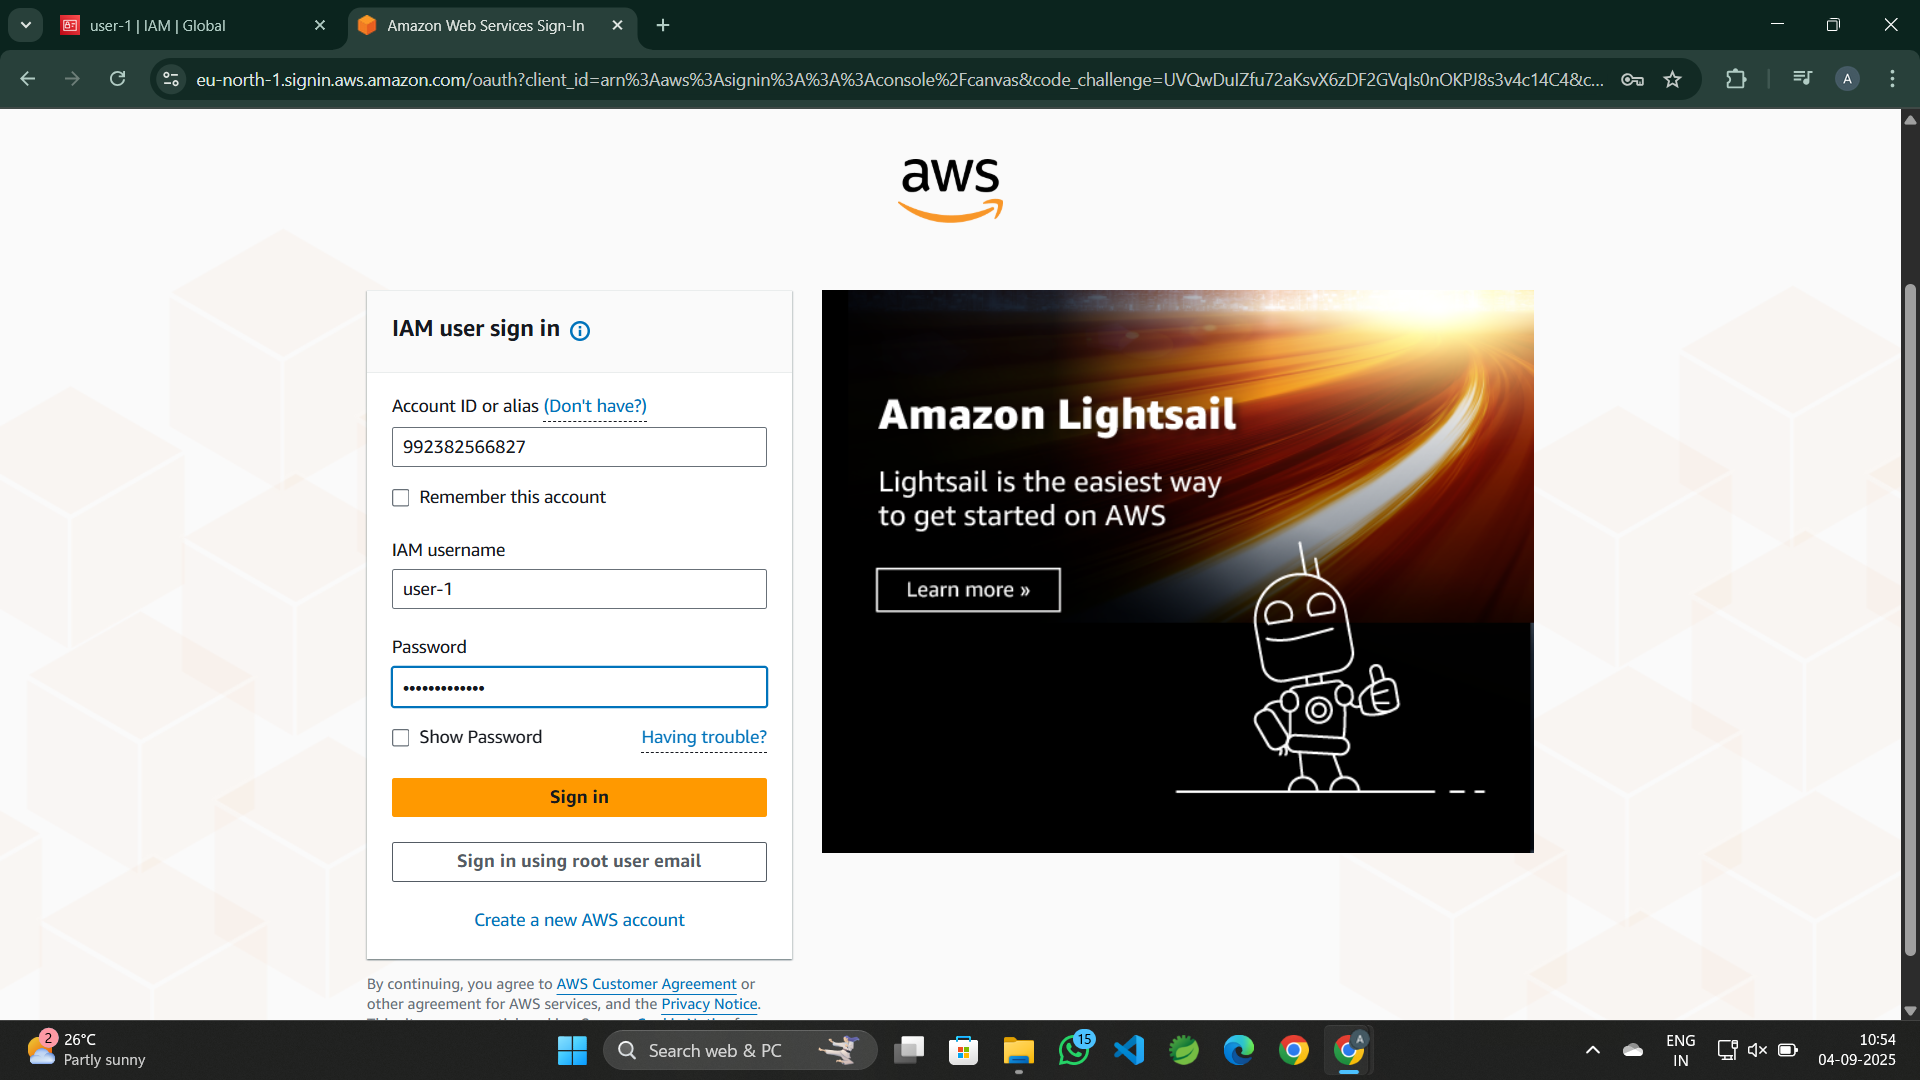 user-1 | IAM | Global
Amazon Web Services Sign-In
eu-north-1.signin.aws.amazon.com/oauth?client_id=arn%3Aaws%3Asignin%3A%3A%3Aconsole%2Fcanvas&code_challenge=UVQwDuIZfu72aKsvX6zDF2GVqIs0nOKPJ8s3v4c14C4&c...
A
aws
IAM user sign in
Account ID or alias (Don't have?)
992382566827
Remember this account
IAM username
user-1
Password
•••••••••••••
Show Password
Having trouble?
Sign in
Sign in using root user email
Create a new AWS account
By continuing, you agree to AWS Customer Agreement or
other agreement for AWS services, and the Privacy Notice.
Amazon Lightsail
Lightsail is the easiest way
to get started on AWS
Learn more »
2
26°C
Partly sunny
Search web & PC
15
A
ENG
IN
10:54
04-09-2025